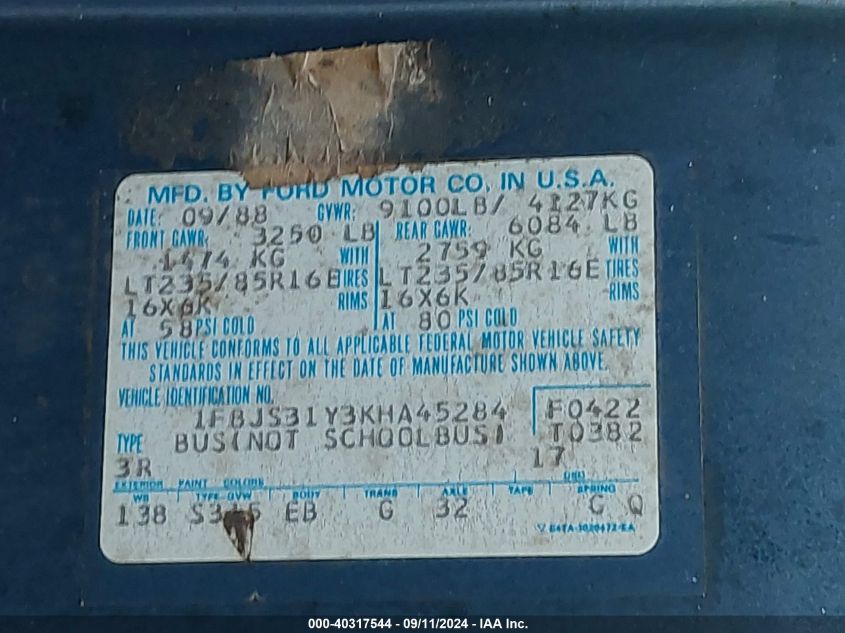 MFD. BY FORD MOTOR CO. IN U.S.A.
DATE: 09/88 GVWR: 9100LB/ 4127KG
FRONT GAWR: 3250 LB REAR GAWR: 6084 LB
1474 KG WITH 2759 KG WITH
LT235/85R16E TIRES LT235/85R16E TIRES
16X6K RIMS 16X6K RIMS
AT 58 PSI COLD AT 80 PSI COLD
THIS VEHICLE CONFORMS TO ALL APPLICABLE FEDERAL MOTOR VEHICLE SAFETY
STANDARDS IN EFFECT ON THE DATE OF MANUFACTURE SHOWN ABOVE.
VEHICLE IDENTIFICATION NO.
1FBJS31Y3KHA45284 F0422
TYPE BUS(NOT SCHOOLBUS) T0382
3R 17
EXTERIOR PAINT COLORS DSO
WB TYPE GVW BODY TRANS AXLE TAPE SPRING
138 EB G 32 G Q
000-40317544 - 09/11/2024 - IAA Inc.